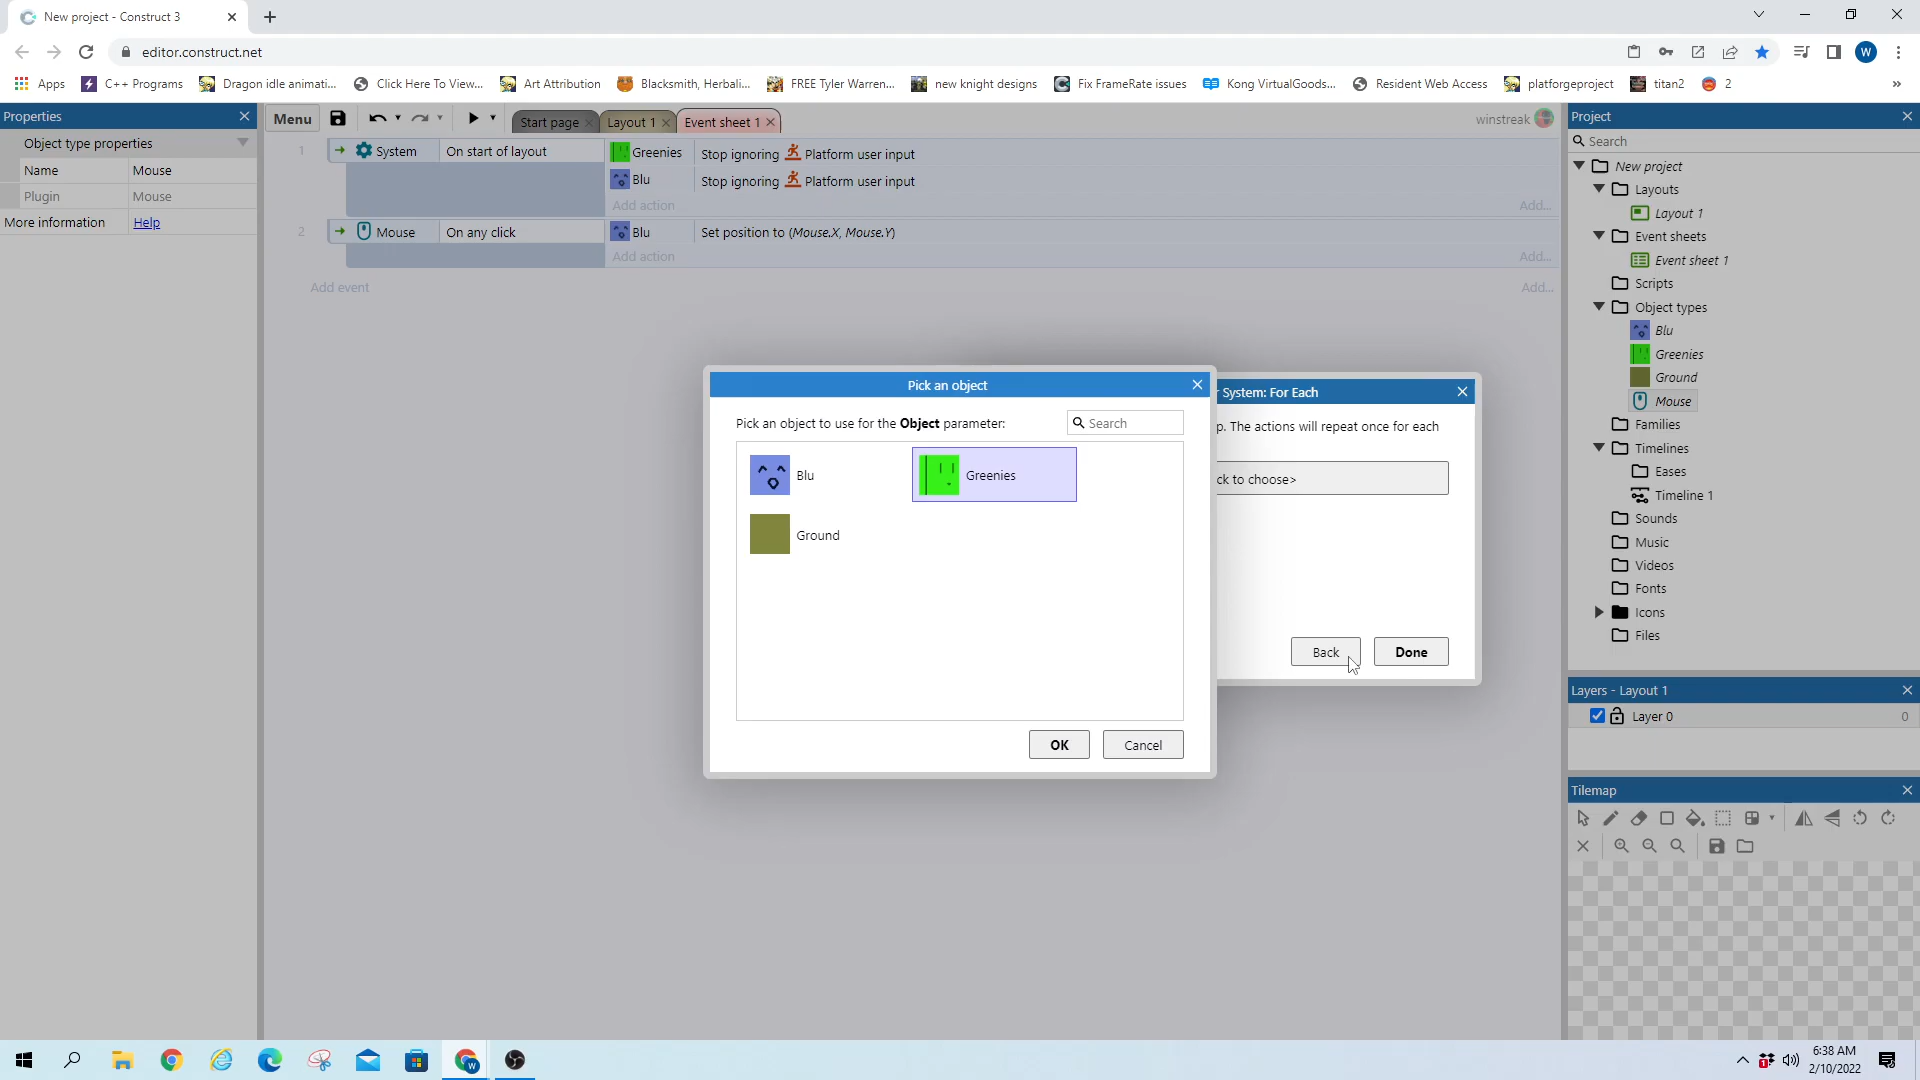 New project - Construct 3
editor.construct.net
W
Apps
C++ Programs
Dragon idle animati...
Click Here To View...
Art Attribution
Blacksmith, Herbali...
FREE Tyler Warren...
new knight designs
Fix FrameRate issues
Kong VirtualGoods...
Resident Web Access
platforgeproject
titan2
2
»
Properties
Object type properties
Name Mouse
Plugin Mouse
More information Help
Menu
Start page
Layout 1
Event sheet 1
winstreak
1 System On start of layout Greenies Stop ignoring Platform user input
Blu Stop ignoring Platform user input
Add action Add...
2 Mouse On any click Blu Set position to (Mouse.X, Mouse.Y)
Add action Add...
Add event Add...
Pick an object
Pick an object to use for the Object parameter:
Search
Blu
Greenies
Ground
OK
Cancel
System: For Each
p. The actions will repeat once for each
ck to choose>
Back
Done
Project
Search
New project
Layouts
Layout 1
Event sheets
Event sheet 1
Scripts
Object types
Blu
Greenies
Ground
Mouse
Families
Timelines
Eases
Timeline 1
Sounds
Music
Videos
Fonts
Icons
Files
Layers - Layout 1
Layer 0 0
Tilemap
6:38 AM
2/10/2022